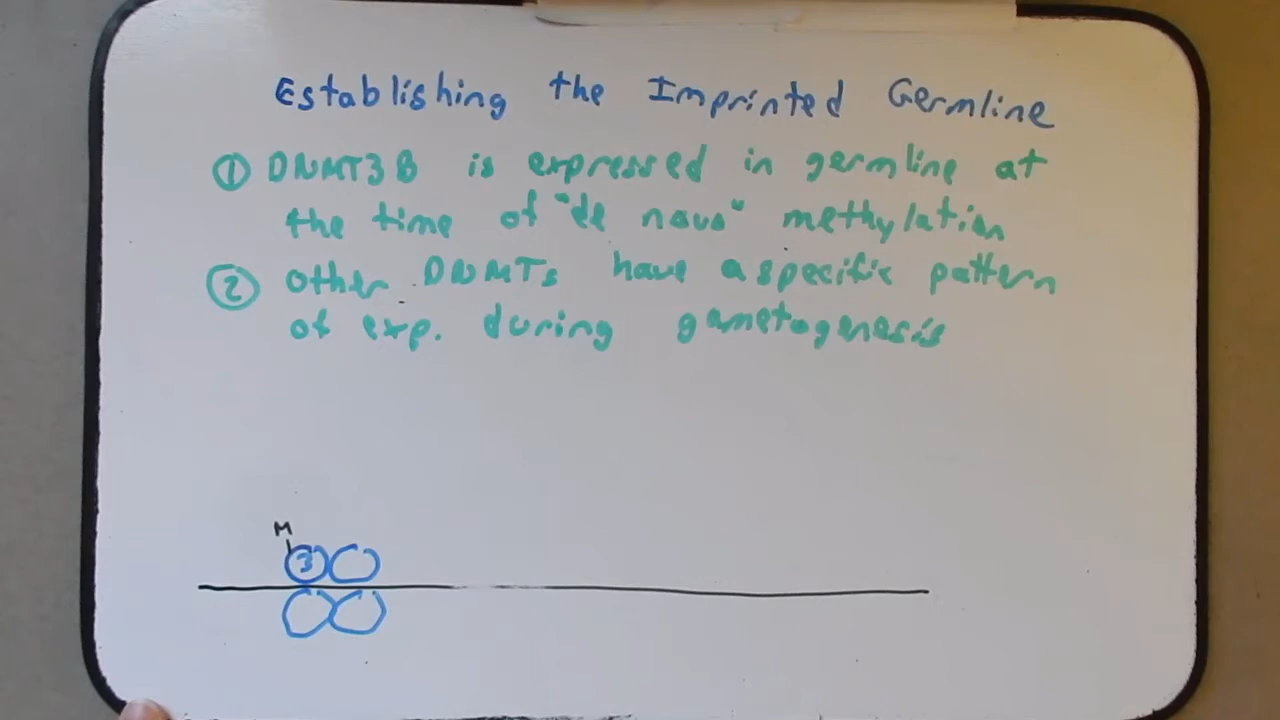 Establishing the Imprinted Germline
① DNMT3B is expressed in germline at
the time of "de novo" methylation
② other DNMTs have a specific pattern
of exp. during gametogenesis
M
3